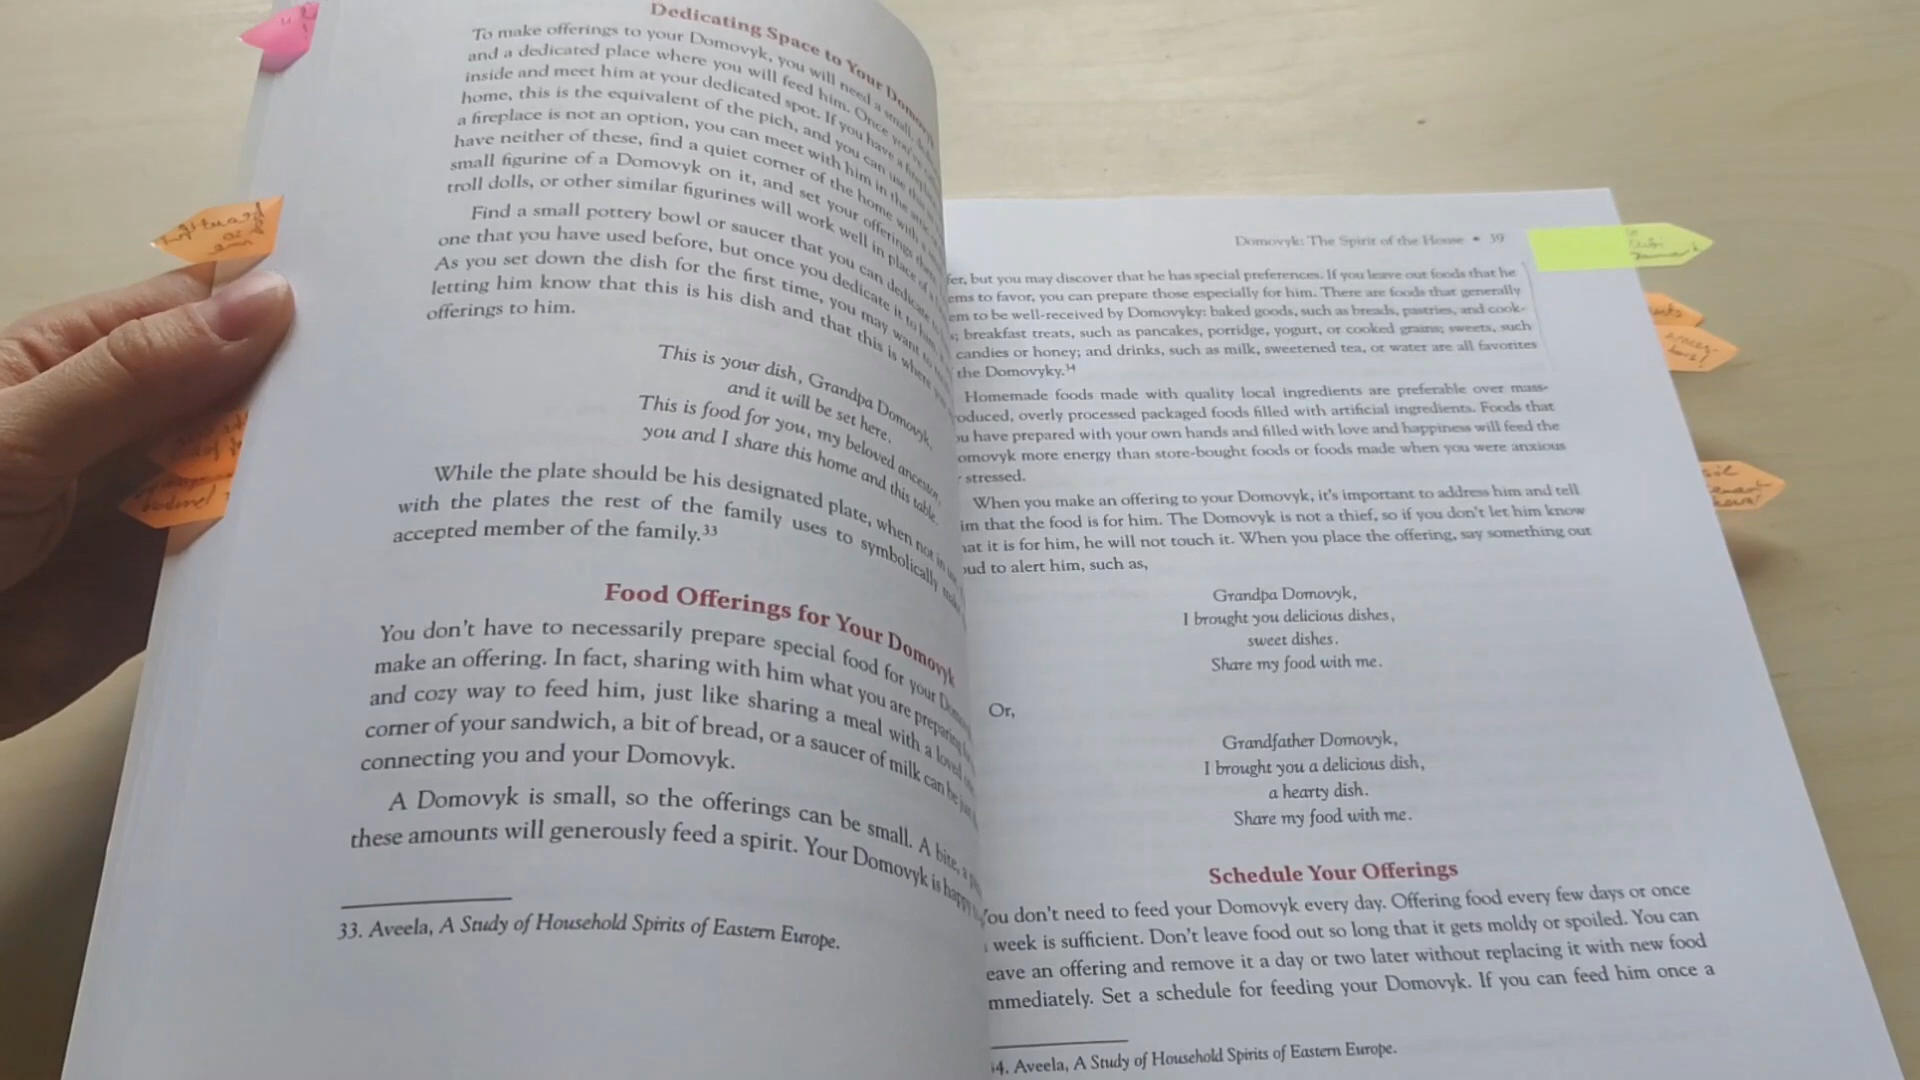 Dedicating Space to Your Domovyk
To make offerings to your Domovyk, you will need a small,
and a dedicated place where you will feed him. Once you've
inside and meet him at your dedicated spot. If you have a
home, this is the equivalent of the pich, and you can use this
a fireplace is not an option, you can meet with him in the
have neither of these, find a quiet corner of the home with a
small figurine of a Domovyk on it, and set your offerings
troll dolls, or other similar figurines will work well in place of
Find a small pottery bowl or saucer that you can dedicate
one that you have used before, but once you dedicate it to him,
As you set down the dish for the first time, you may want to
letting him know that this is his dish and that this is where
offerings to him.
This is your dish, Grandpa Domovyk,
and it will be set here.
This is food for you, my beloved ancestor,
you and I share this home and this table.
While the plate should be his designated plate, when not in
with the plates the rest of the family uses to symbolically make
accepted member of the family.33
Food Offerings for Your Domovyk
You don't have to necessarily prepare special food for your
make an offering. In fact, sharing with him what you are preparing
and cozy way to feed him, just like sharing a meal with a loved
corner of your sandwich, a bit of bread, or a saucer of milk can be
connecting you and your Domovyk.
A Domovyk is small, so the offerings can be small. A bite, a
these amounts will generously feed a spirit. Your Domovyk is happy
33. Aveela, A Study of Household Spirits of Eastern Europe.
Domovyk: The Spirit of the House • 39
fer, but you may discover that he has special preferences. If you leave out foods that he
ems to favor, you can prepare those especially for him. There are foods that generally
em to be well-received by Domovyky: baked goods, such as breads, pastries, and cook-
s; breakfast treats, such as pancakes, porridge, yogurt, or cooked grains; sweets, such
candies or honey; and drinks, such as milk, sweetened tea, or water are all favorites
the Domovyky.34
Homemade foods made with quality local ingredients are preferable over mass-
oduced, overly processed packaged foods filled with artificial ingredients. Foods that
ou have prepared with your own hands and filled with love and happiness will feed the
omovyk more energy than store-bought foods or foods made when you were anxious
r stressed.
When you make an offering to your Domovyk, it's important to address him and tell
im that the food is for him. The Domovyk is not a thief, so if you don't let him know
hat it is for him, he will not touch it. When you place the offering, say something out
oud to alert him, such as,
Grandpa Domovyk,
I brought you delicious dishes,
sweet dishes.
Share my food with me.
Or,
Grandfather Domovyk,
I brought you a delicious dish,
a hearty dish.
Share my food with me.
Schedule Your Offerings
You don't need to feed your Domovyk every day. Offering food every few days or once
a week is sufficient. Don't leave food out so long that it gets moldy or spoiled. You can
eave an offering and remove it a day or two later without replacing it with new food
mmediately. Set a schedule for feeding your Domovyk. If you can feed him once a
34. Aveela, A Study of Household Spirits of Eastern Europe.